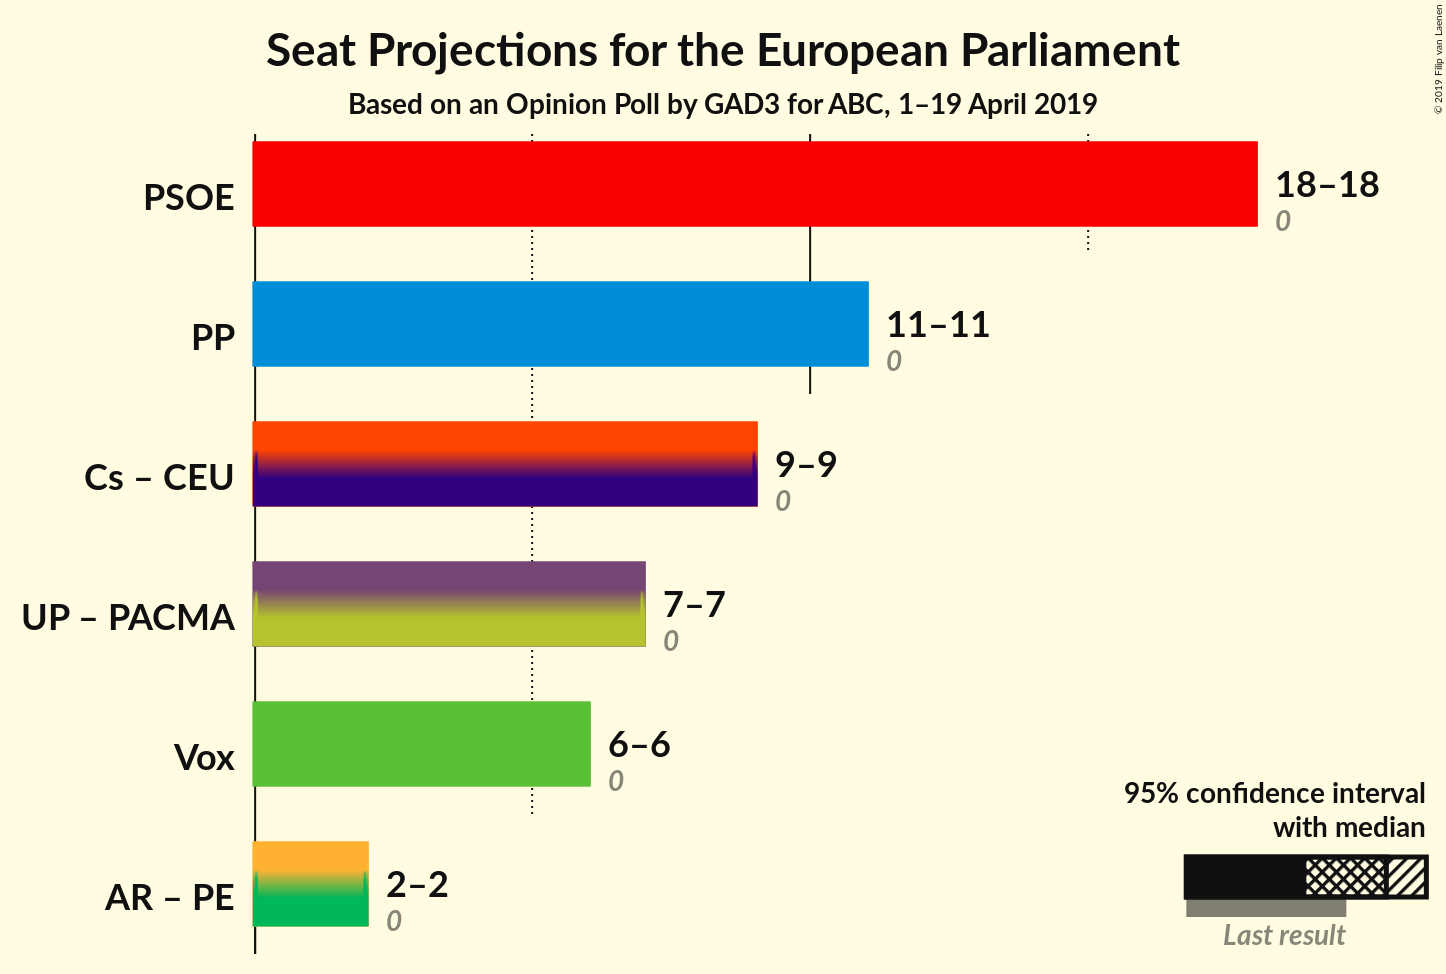 Seat Projections for the European Parliament
Based on an Opinion Poll by GAD3 for ABC, 1–19 April 2019
© 2019 Filip van Laenen
PSOE
18–18
0
PP
11–11
0
Cs – CEU
9–9
0
UP – PACMA
7–7
0
Vox
6–6
0
AR – PE
2–2
0
95% confidence interval
with median
Last result